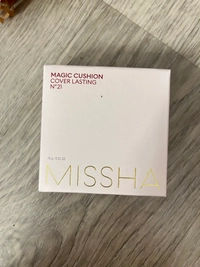 MAGIC CUSHION
COVER LASTING
N°21
MISSHA